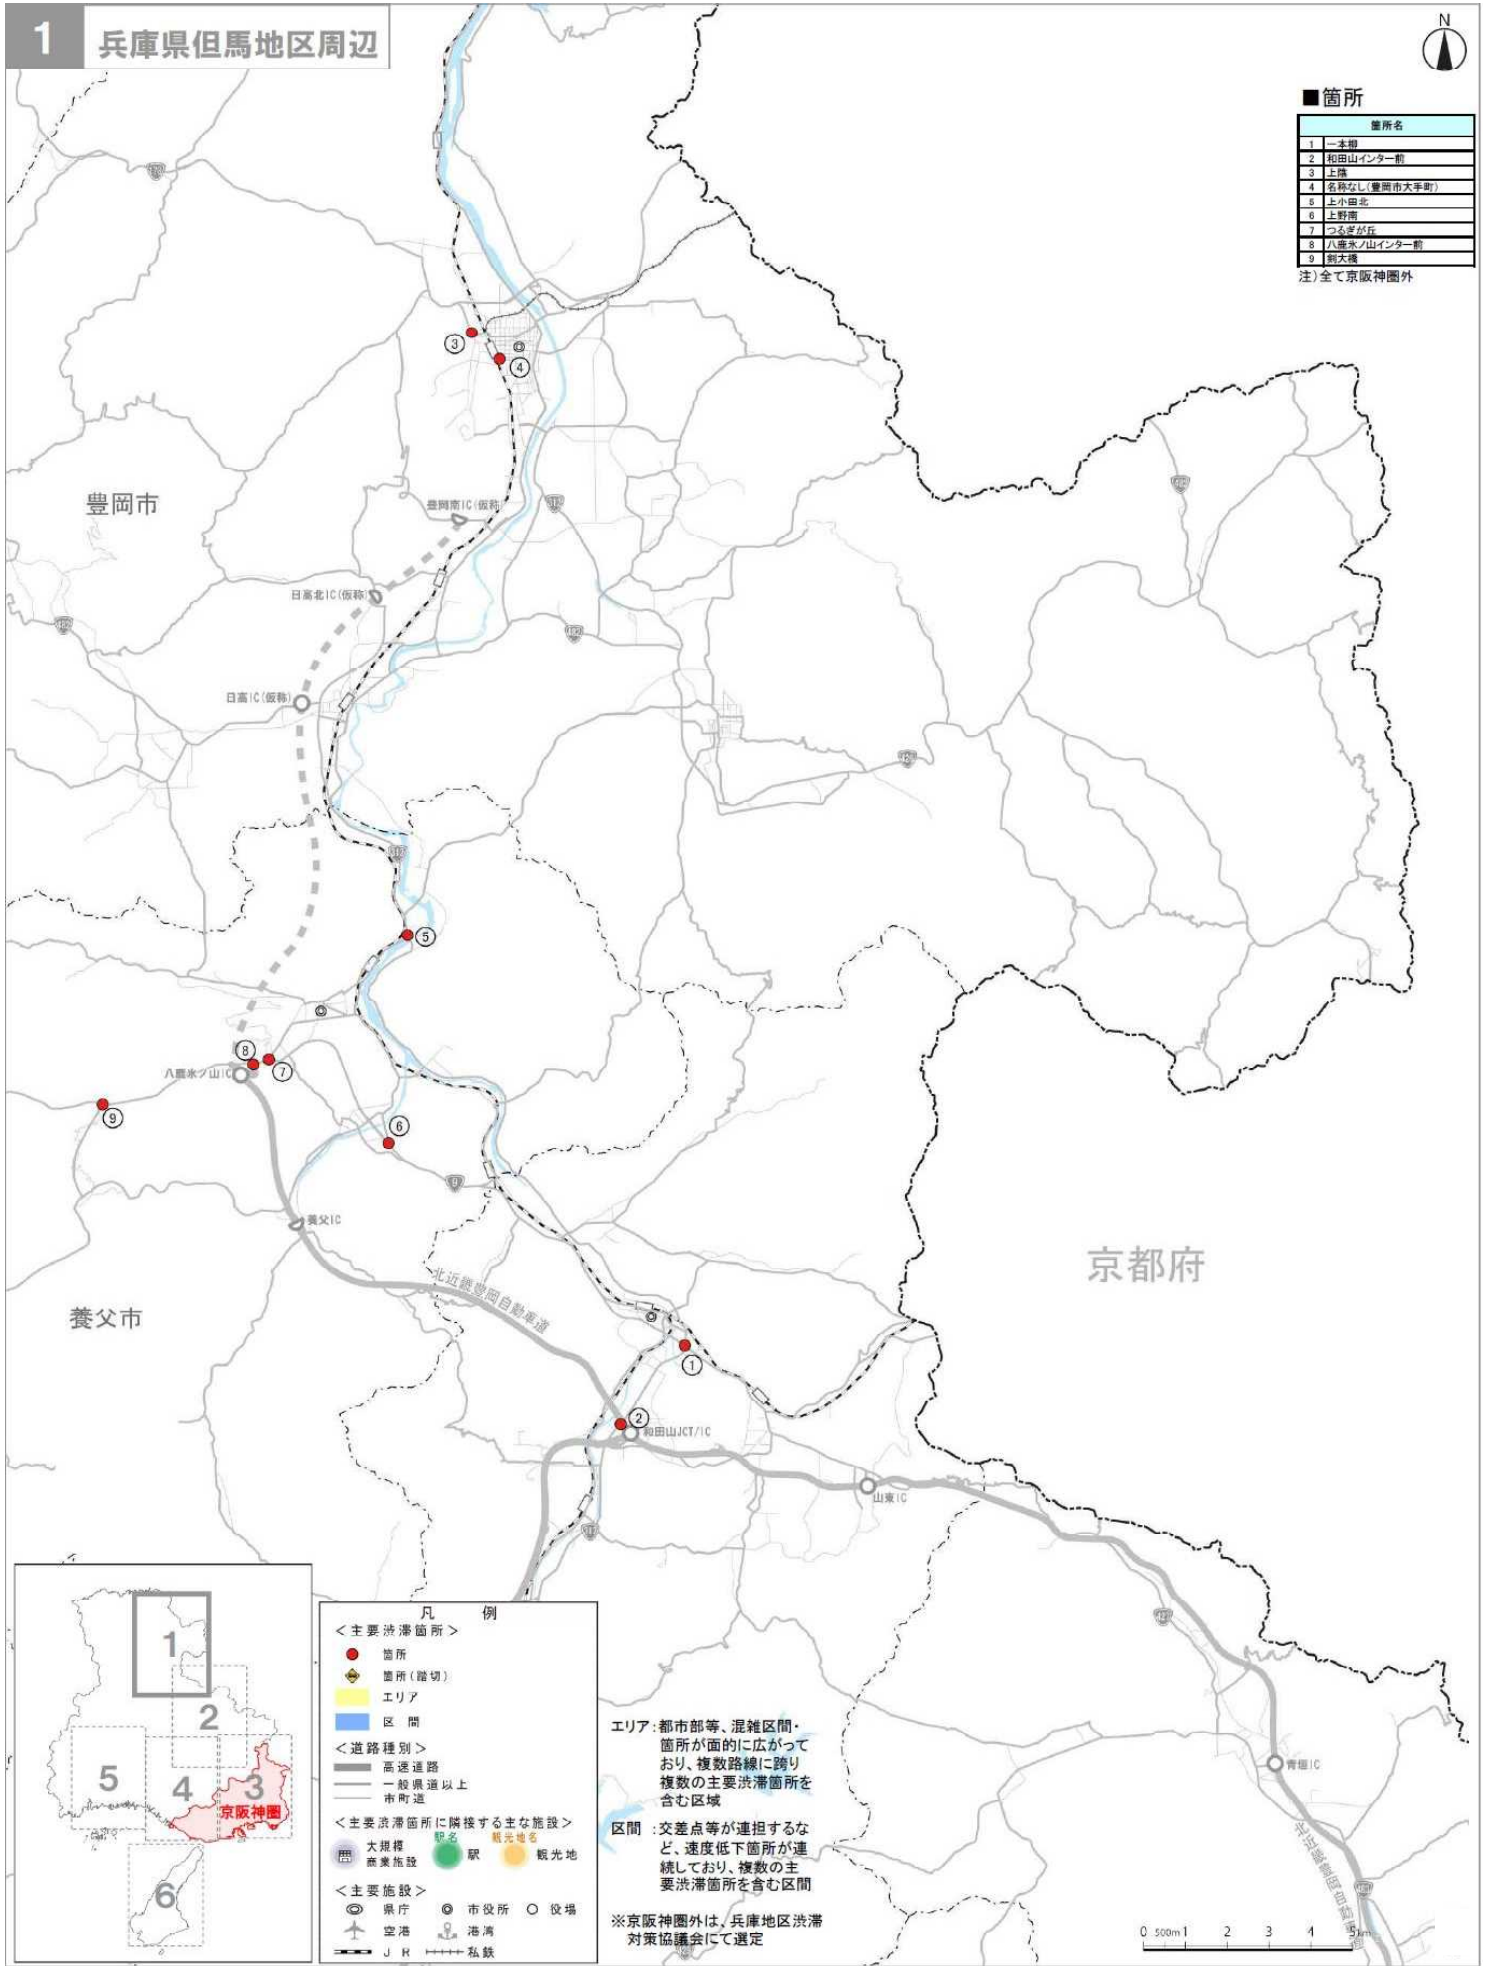 1
兵庫県但馬地区周辺
N
■箇所
箇所名
1 一本柳
2 和田山インター前
3 上陰
4 名称なし(豊岡市大手町)
5 上小田北
6 上野南
7 つるぎが丘
8 八鹿氷ノ山インター前
9 剣大橋
注)全て京阪神圏外
③
④
豊岡市
豊岡南IC(仮称)
日高北IC(仮称)
日高IC(仮称)
⑤
⑧
⑦
八鹿氷ノ山IC
⑨
⑥
9
養父IC
京都府
北近畿豊岡自動車道
養父市
①
②
和田山JCT/IC
山東IC
青垣IC
1
2
5
4
3
京阪神圏
6
凡 例
<主要渋滞箇所>
箇所
箇所(踏切)
エリア
区 間
<道路種別>
高速道路
一般県道以上
市町道
<主要渋滞箇所に隣接する主な施設>
駅名 観光地名
大規模
商業施設
駅
観光地
<主要施設>
県庁 市役所 役場
空港 港湾
JR 私鉄
エリア:都市部等、混雑区間・
箇所が面的に広がって
おり、複数路線に跨り
複数の主要渋滞箇所を
含む区域
区間 :交差点等が連担するな
ど、速度低下箇所が連
続しており、複数の主
要渋滞箇所を含む区間
※京阪神圏外は、兵庫地区渋滞
対策協議会にて選定
0 500m 1 2 3 4 5km